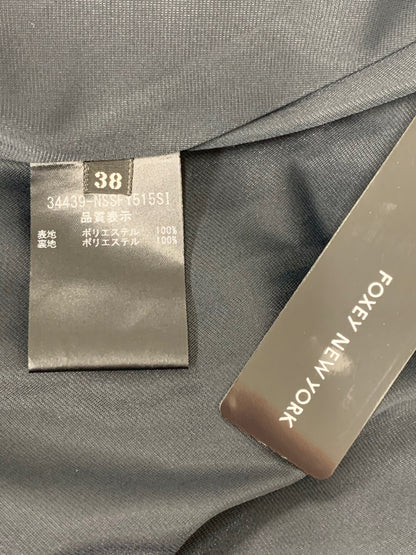 38
34439-NSSFY515S1
品質表示
表地 ポリエステル 100%
裏地 ポリエステル 100%
FOXEY NEW YORK